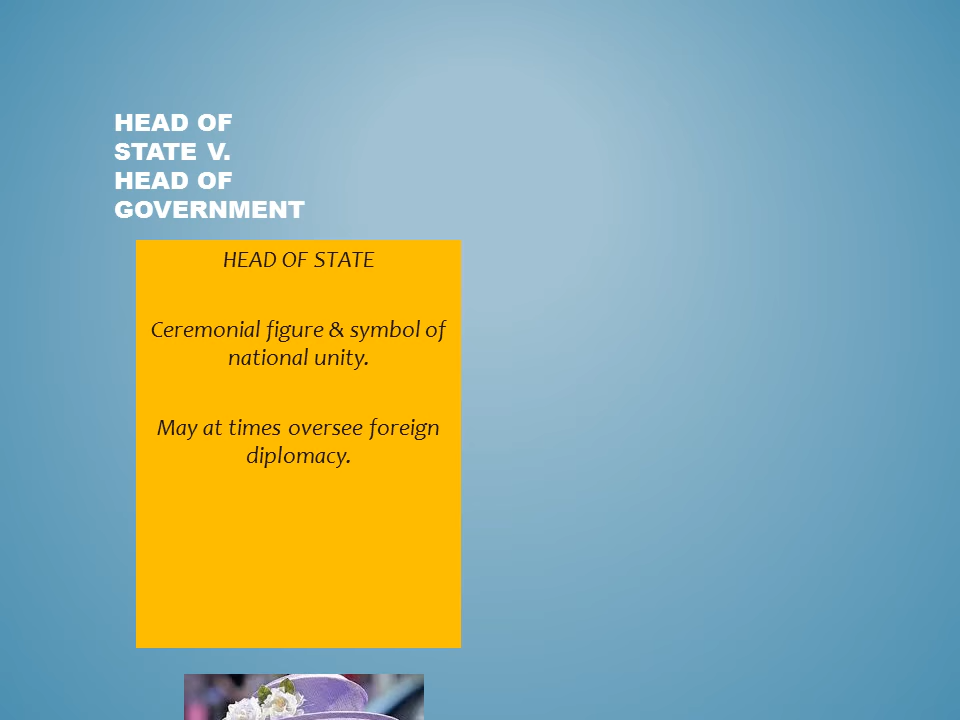 HEAD OF
STATE V.
HEAD OF
GOVERNMENT
HEAD OF STATE
Ceremonial figure & symbol of
national unity.
May at times oversee foreign
diplomacy.